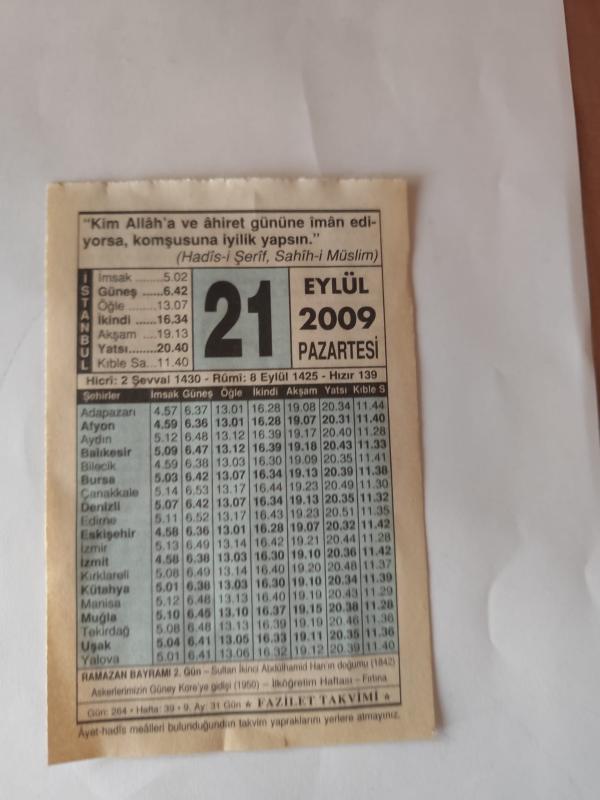 "Kim Allâh'a ve âhiret gününe îmân edi-
yorsa, komşusuna iyilik yapsın."
(Hadîs-i Şerîf, Sahîh-i Müslim)
İSTANBUL
İmsak ........5.02
Güneş ......6.42
Öğle .........13.07
İkindi ......16.34
Akşam ....19.13
Yatsı........20.40
Kıble Sa...11.40
21
EYLÜL
2009
PAZARTESİ
Hicrî: 2 Şevval 1430 - Rûmî: 8 Eylül 1425 - Hızır 139
Şehirler İmsak Güneş Öğle İkindi Akşam Yatsı Kıble S
Adapazarı 4.57 6.37 13.01 16.28 19.08 20.34 11.44
Afyon 4.59 6.36 13.01 16.28 19.07 20.31 11.40
Aydın 5.12 6.48 13.12 16.39 19.17 20.40 11.28
Balıkesir 5.09 6.47 13.12 16.39 19.18 20.43 11.33
Bilecik 4.59 6.38 13.03 16.30 19.09 20.35 11.41
Bursa 5.03 6.42 13.07 16.34 19.13 20.39 11.38
Çanakkale 5.14 6.53 13.17 16.44 19.23 20.49 11.30
Denizli 5.07 6.42 13.07 16.34 19.13 20.35 11.32
Edirne 5.11 6.52 13.17 16.43 19.23 20.51 11.35
Eskişehir 4.58 6.36 13.01 16.28 19.07 20.32 11.42
İzmir 5.13 6.49 13.14 16.42 19.21 20.44 11.28
İzmit 4.58 6.38 13.03 16.30 19.10 20.36 11.42
Kırklareli 5.08 6.49 13.14 16.40 19.20 20.48 11.37
Kütahya 5.01 6.38 13.03 16.30 19.10 20.34 11.39
Manisa 5.12 6.48 13.13 16.40 19.19 20.43 11.29
Muğla 5.10 6.45 13.10 16.37 19.15 20.38 11.28
Tekirdağ 5.08 6.48 13.13 16.39 19.19 20.46 11.36
Uşak 5.04 6.41 13.05 16.33 19.11 20.35 11.36
Yalova 5.01 6.41 13.06 16.32 19.12 20.39 11.40
RAMAZAN BAYRAMI 2. Gün – Sultan İkinci Abdülhamid Han'ın doğumu (1842)
Askerlerimizin Güney Kore'ye gidişi (1950) – İlköğretim Haftası – Fırtına
Gün: 264 • Hafta: 39 • 9. Ay: 31 Gün ★ FAZİLET TAKVİMİ ★
Âyet-hadîs meâlleri bulunduğundan takvim yapraklarını yerlere atmayınız.